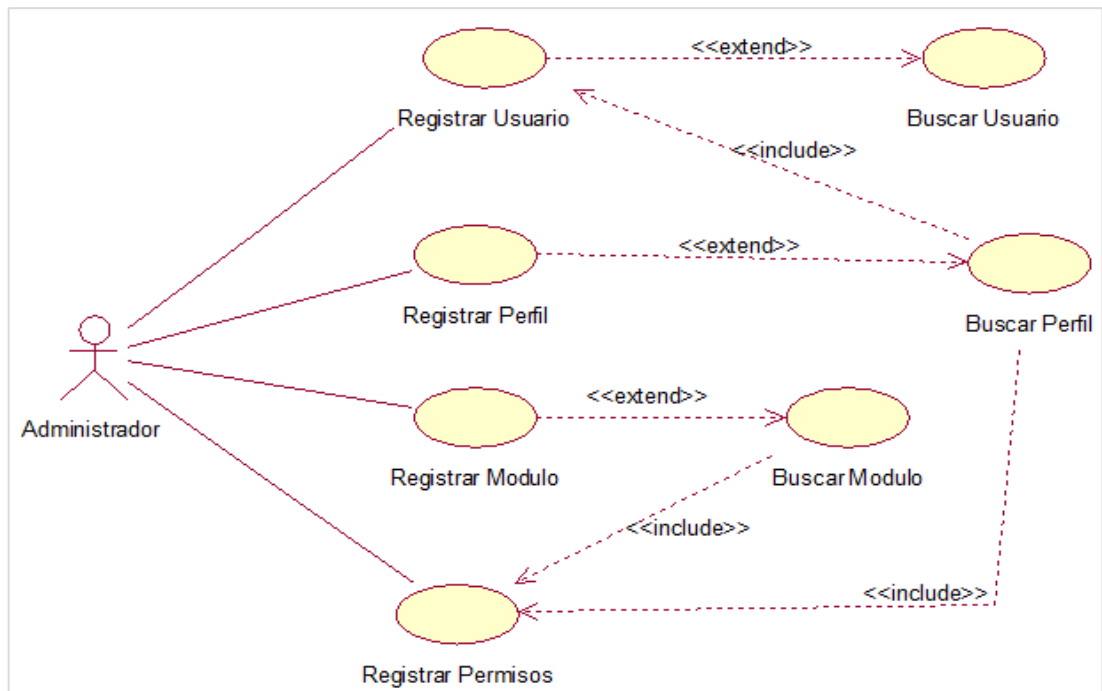 <<extend>>
Registrar Usuario
Buscar Usuario
<<include>>
<<extend>>
Registrar Perfil
Buscar Perfil
Administrador
<<extend>>
Registrar Modulo
Buscar Modulo
<<include>>
<<include>>
Registrar Permisos